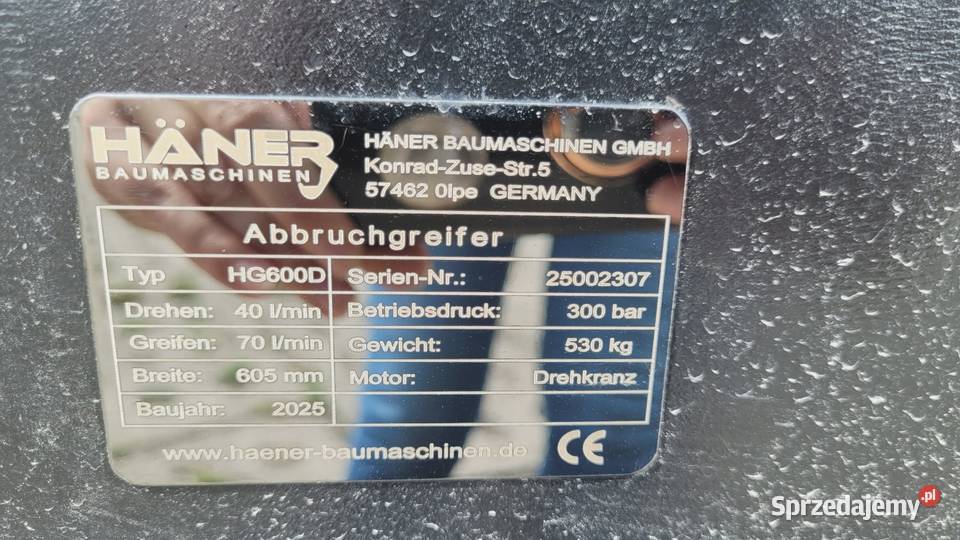 HÄNER
BAUMASCHINEN
HÄNER BAUMASCHINEN GMBH
Konrad-Zuse-Str.5
57462 Olpe GERMANY
Abbruchgreifer
Typ HG600D Serien-Nr.: 25002307
Drehen: 40 l/min Betriebsdruck: 300 bar
Greifen: 70 l/min Gewicht: 530 kg
Breite: 605 mm Motor: Drehkranz
Baujahr: 2025
www.haener-baumaschinen.de CE
Sprzedajemy.pl